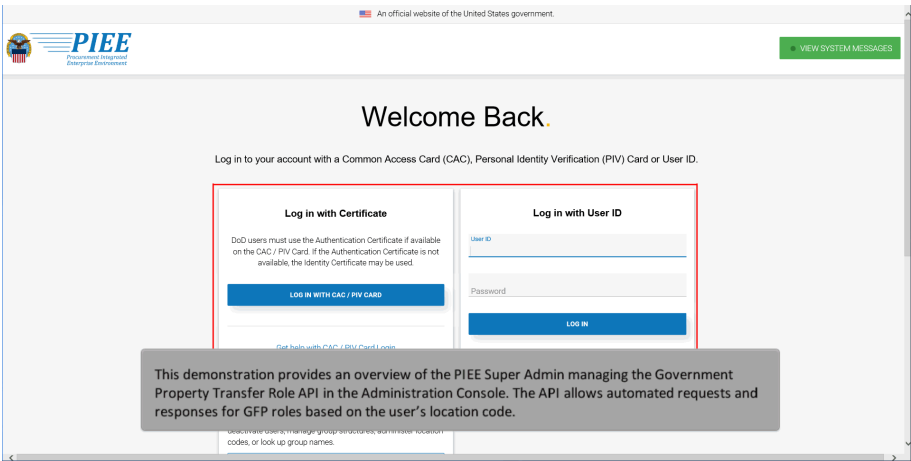 An official website of the United States government.
PIEE
Procurement Integrated
Enterprise Environment
VIEW SYSTEM MESSAGES
Welcome Back.
Log in to your account with a Common Access Card (CAC), Personal Identity Verification (PIV) Card or User ID.
Log in with Certificate
DoD users must use the Authentication Certificate if available
on the CAC / PIV Card. If the Authentication Certificate is not
available, the Identity Certificate may be used.
LOG IN WITH CAC / PIV CARD
Get help with CAC / PIV Card Login
Log in with User ID
User ID
Password
LOG IN
This demonstration provides an overview of the PIEE Super Admin managing the Government
Property Transfer Role API in the Administration Console. The API allows automated requests and
responses for GFP roles based on the user's location code.
deactivate users, manage group structures, administer location
codes, or look up group names.